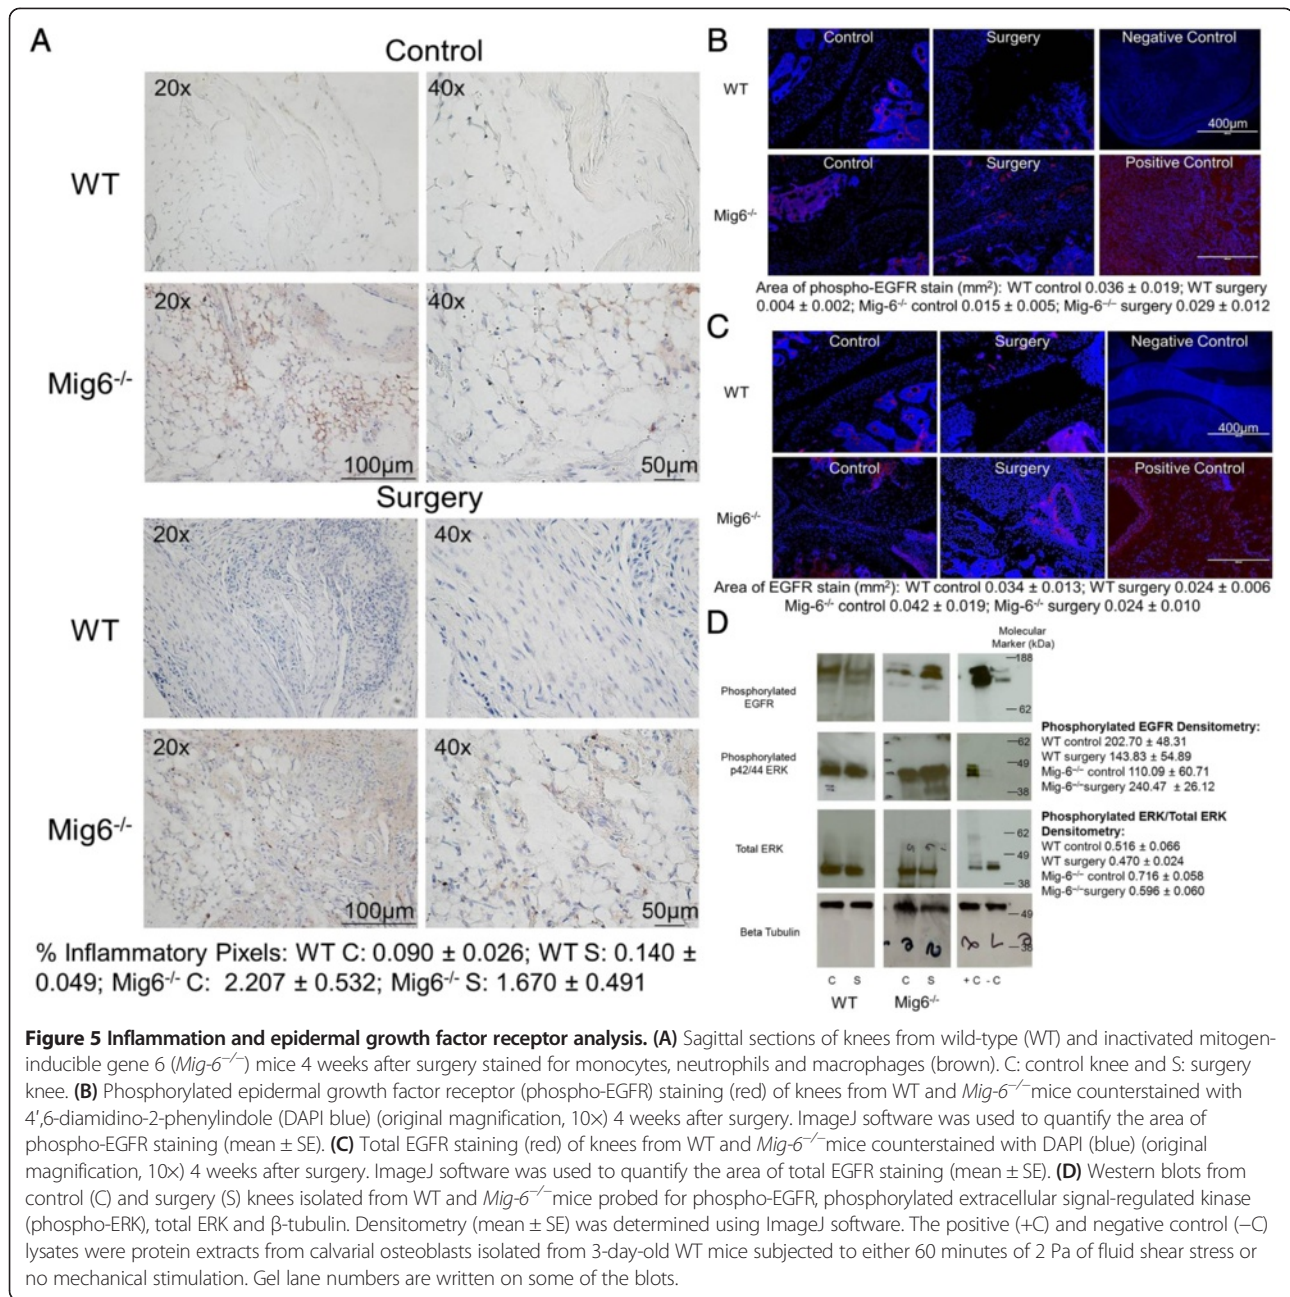 A
Control
20x
40x
WT
20x
40x
Mig6-/-
100µm
50µm
Surgery
20x
40x
WT
20x
40x
Mig6-/-
100µm
50µm
% Inflammatory Pixels: WT C: 0.090 ± 0.026; WT S: 0.140 ±
0.049; Mig6-/- C: 2.207 ± 0.532; Mig6-/- S: 1.670 ± 0.491
B
Control
Surgery
Negative Control
WT
400µm
Control
Surgery
Positive Control
Mig6-/-
Area of phospho-EGFR stain (mm²): WT control 0.036 ± 0.019; WT surgery
0.004 ± 0.002; Mig-6-/- control 0.015 ± 0.005; Mig-6-/- surgery 0.029 ± 0.012
C
Control
Surgery
Negative Control
WT
400µm
Control
Surgery
Positive Control
Mig6-/-
Area of EGFR stain (mm²): WT control 0.034 ± 0.013; WT surgery 0.024 ± 0.006
Mig-6-/- control 0.042 ± 0.019; Mig-6-/- surgery 0.024 ± 0.010
D
Molecular
Marker (kDa)
Phosphorylated
EGFR
188
62
Phosphorylated
p42/44 ERK
62
49
38
Total ERK
62
49
38
Beta Tubulin
49
38
C S C S + C - C
WT Mig6-/-
Phosphorylated EGFR Densitometry:
WT control 202.70 ± 48.31
WT surgery 143.83 ± 54.89
Mig-6-/- control 110.09 ± 60.71
Mig-6-/-surgery 240.47 ± 26.12
Phosphorylated ERK/Total ERK
Densitometry:
WT control 0.516 ± 0.066
WT surgery 0.470 ± 0.024
Mig-6-/- control 0.716 ± 0.058
Mig-6-/-surgery 0.596 ± 0.060
Figure 5 Inflammation and epidermal growth factor receptor analysis. (A) Sagittal sections of knees from wild-type (WT) and inactivated mitogen-
inducible gene 6 (Mig-6−/−) mice 4 weeks after surgery stained for monocytes, neutrophils and macrophages (brown). C: control knee and S: surgery
knee. (B) Phosphorylated epidermal growth factor receptor (phospho-EGFR) staining (red) of knees from WT and Mig-6−/−mice counterstained with
4′,6-diamidino-2-phenylindole (DAPI blue) (original magnification, 10×) 4 weeks after surgery. ImageJ software was used to quantify the area of
phospho-EGFR staining (mean ± SE). (C) Total EGFR staining (red) of knees from WT and Mig-6−/−mice counterstained with DAPI (blue) (original
magnification, 10×) 4 weeks after surgery. ImageJ software was used to quantify the area of total EGFR staining (mean ± SE). (D) Western blots from
control (C) and surgery (S) knees isolated from WT and Mig-6−/−mice probed for phospho-EGFR, phosphorylated extracellular signal-regulated kinase
(phospho-ERK), total ERK and β-tubulin. Densitometry (mean ± SE) was determined using ImageJ software. The positive (+C) and negative control (−C)
lysates were protein extracts from calvarial osteoblasts isolated from 3-day-old WT mice subjected to either 60 minutes of 2 Pa of fluid shear stress or
no mechanical stimulation. Gel lane numbers are written on some of the blots.